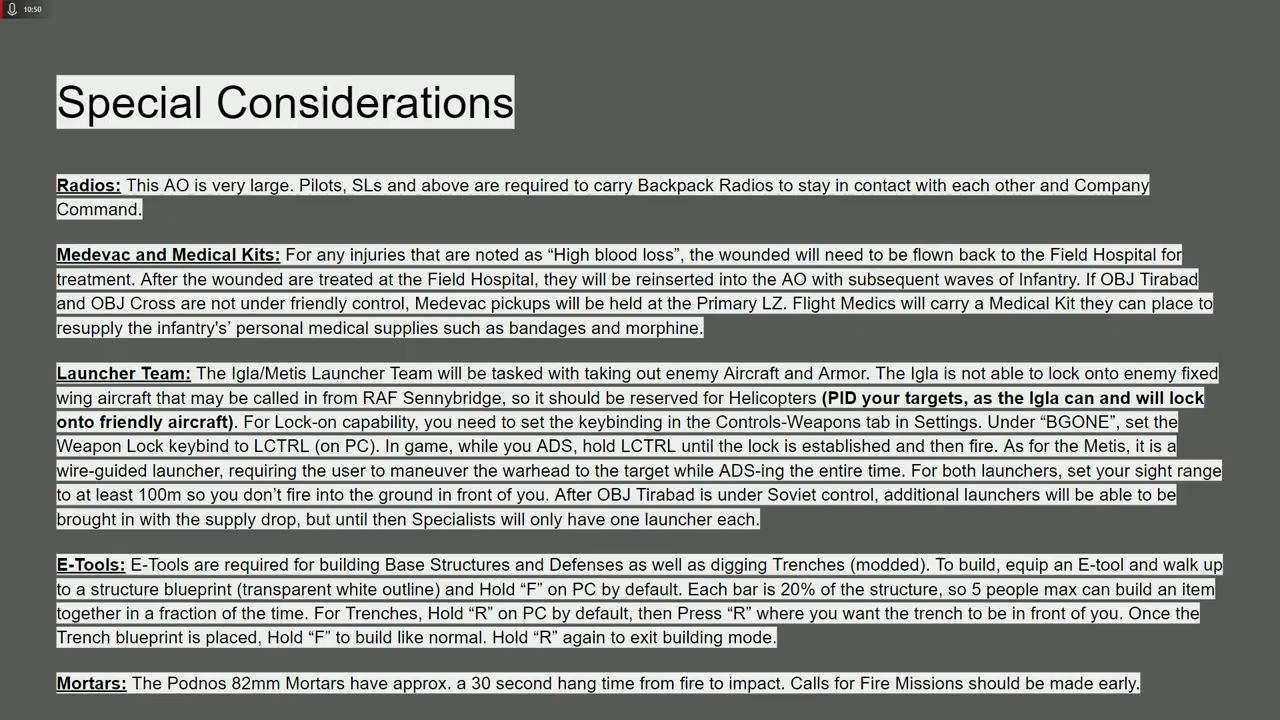 10:50
Special Considerations
Radios: This AO is very large. Pilots, SLs and above are required to carry Backpack Radios to stay in contact with each other and Company
Command.
Medevac and Medical Kits: For any injuries that are noted as “High blood loss”, the wounded will need to be flown back to the Field Hospital for
treatment. After the wounded are treated at the Field Hospital, they will be reinserted into the AO with subsequent waves of Infantry. If OBJ Tirabad
and OBJ Cross are not under friendly control, Medevac pickups will be held at the Primary LZ. Flight Medics will carry a Medical Kit they can place to
resupply the infantry's’ personal medical supplies such as bandages and morphine.
Launcher Team: The Igla/Metis Launcher Team will be tasked with taking out enemy Aircraft and Armor. The Igla is not able to lock onto enemy fixed
wing aircraft that may be called in from RAF Sennybridge, so it should be reserved for Helicopters (PID your targets, as the Igla can and will lock
onto friendly aircraft). For Lock-on capability, you need to set the keybinding in the Controls-Weapons tab in Settings. Under “BGONE”, set the
Weapon Lock keybind to LCTRL (on PC). In game, while you ADS, hold LCTRL until the lock is established and then fire. As for the Metis, it is a
wire-guided launcher, requiring the user to maneuver the warhead to the target while ADS-ing the entire time. For both launchers, set your sight range
to at least 100m so you don’t fire into the ground in front of you. After OBJ Tirabad is under Soviet control, additional launchers will be able to be
brought in with the supply drop, but until then Specialists will only have one launcher each.
E-Tools: E-Tools are required for building Base Structures and Defenses as well as digging Trenches (modded). To build, equip an E-tool and walk up
to a structure blueprint (transparent white outline) and Hold “F” on PC by default. Each bar is 20% of the structure, so 5 people max can build an item
together in a fraction of the time. For Trenches, Hold “R” on PC by default, then Press “R” where you want the trench to be in front of you. Once the
Trench blueprint is placed, Hold “F” to build like normal. Hold “R” again to exit building mode.
Mortars: The Podnos 82mm Mortars have approx. a 30 second hang time from fire to impact. Calls for Fire Missions should be made early.